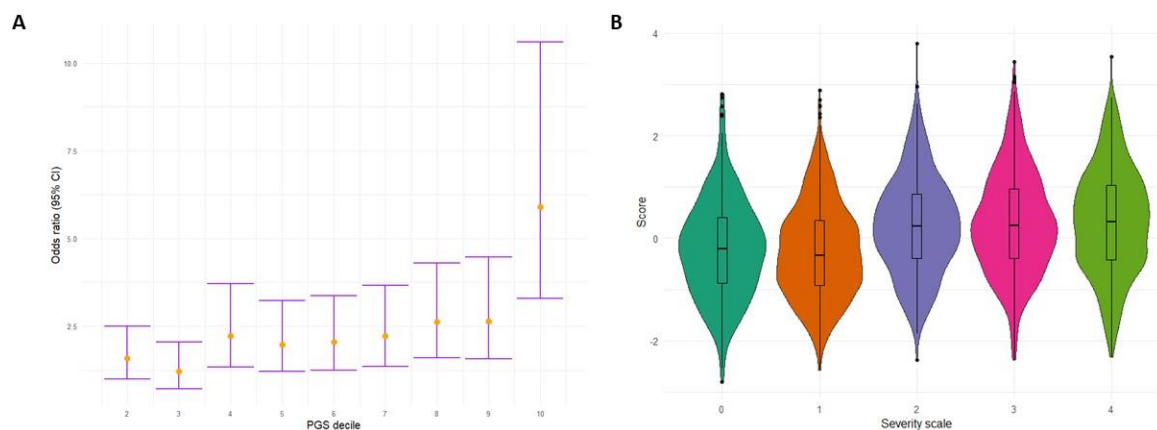 A
B
10.0
7.5
5.0
2.5
Odds ratio (95% CI)
2 3 4 5 6 7 8 9 10
PGS decile
4
2
0
-2
Score
0 1 2 3 4
Severity scale